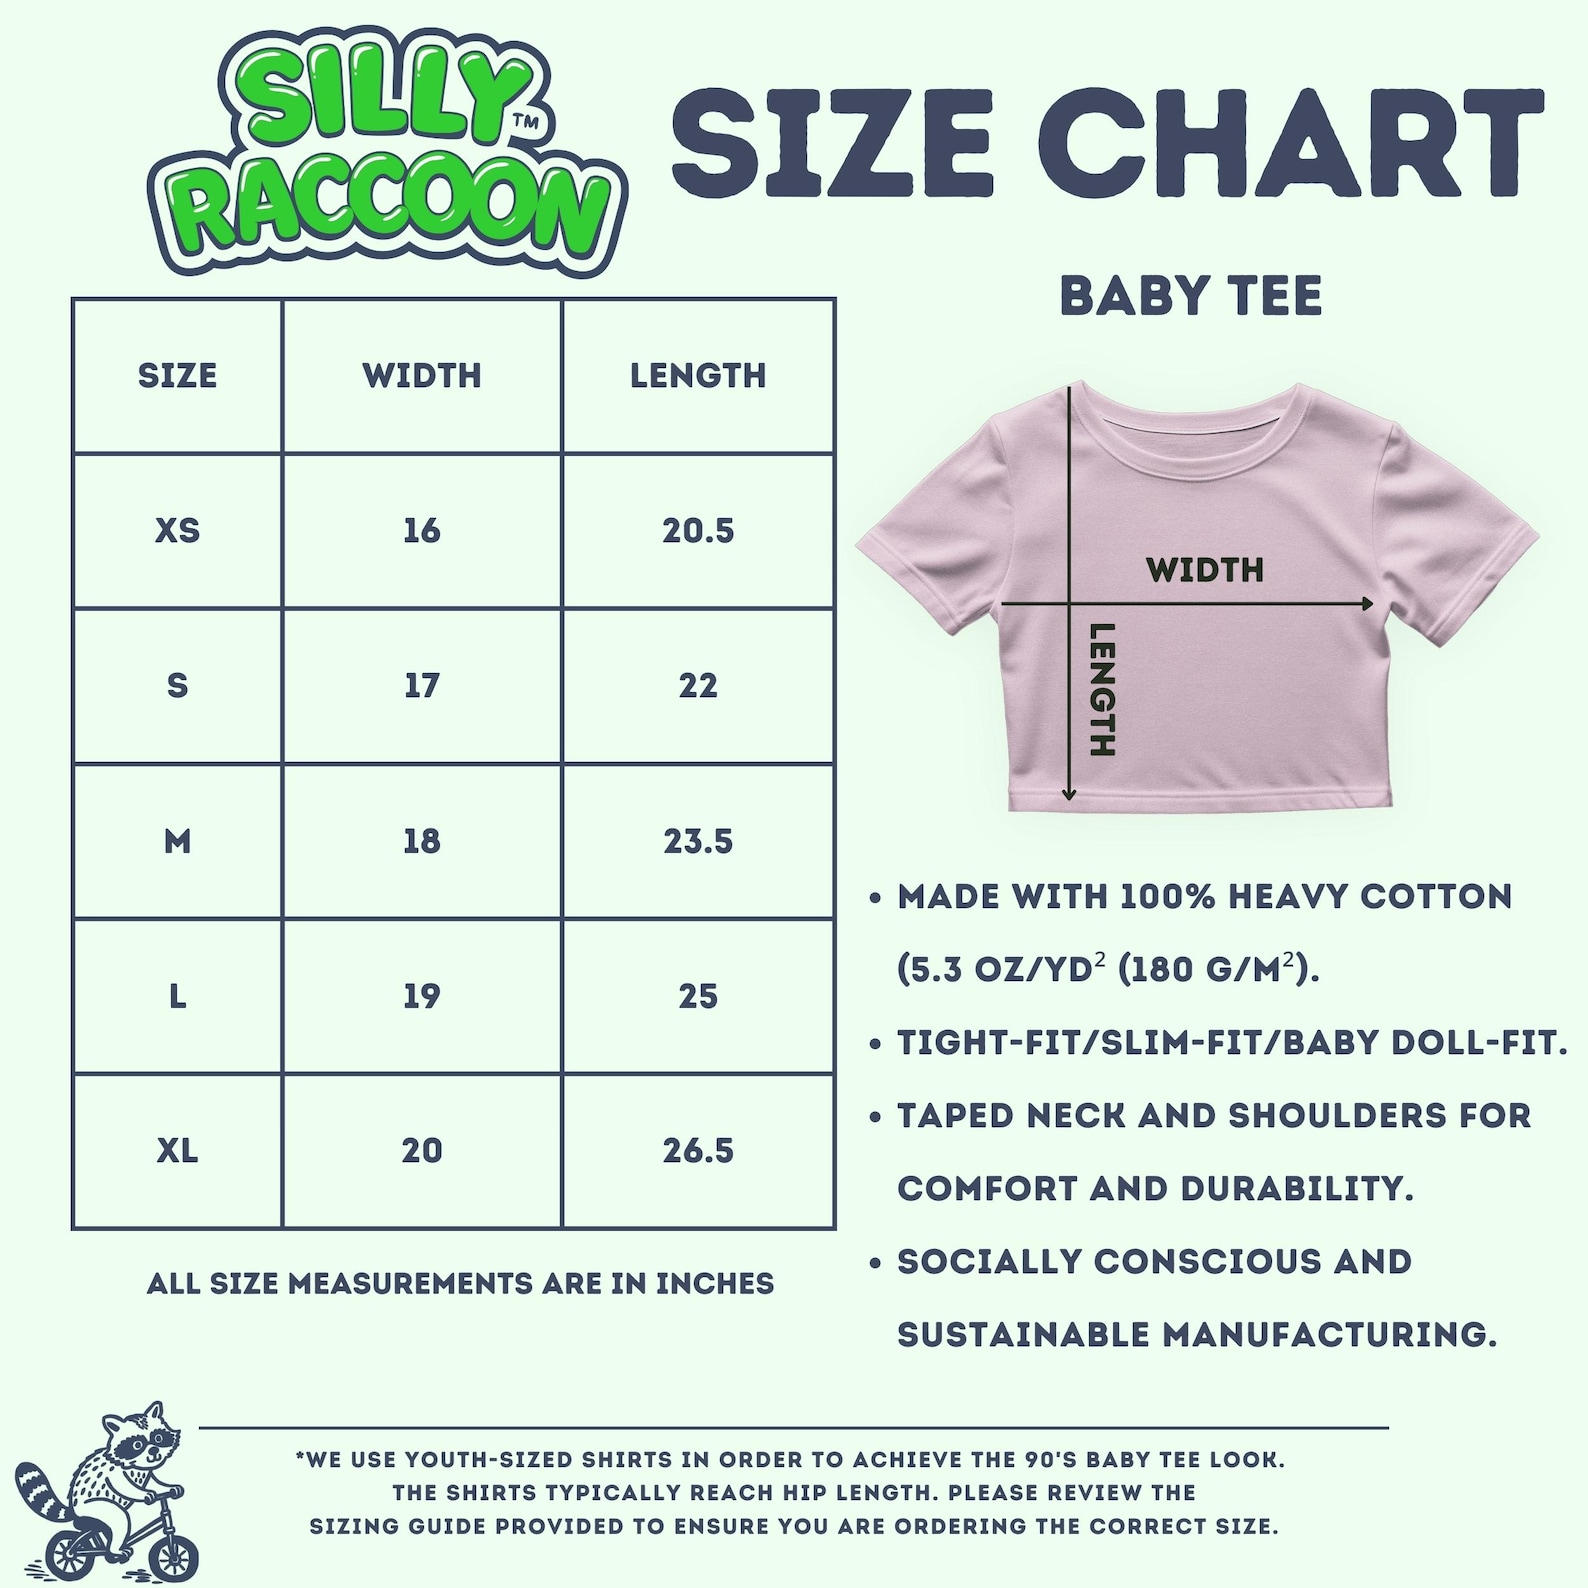 SILLY™
RACCOON
SIZE CHART
BABY TEE
SIZE WIDTH LENGTH
XS 16 20.5
S 17 22
M 18 23.5
L 19 25
XL 20 26.5
ALL SIZE MEASUREMENTS ARE IN INCHES
WIDTH
LENGTH
• MADE WITH 100% HEAVY COTTON
(5.3 OZ/YD² (180 G/M²).
• TIGHT-FIT/SLIM-FIT/BABY DOLL-FIT.
• TAPED NECK AND SHOULDERS FOR
COMFORT AND DURABILITY.
• SOCIALLY CONSCIOUS AND
SUSTAINABLE MANUFACTURING.
*WE USE YOUTH-SIZED SHIRTS IN ORDER TO ACHIEVE THE 90'S BABY TEE LOOK.
THE SHIRTS TYPICALLY REACH HIP LENGTH. PLEASE REVIEW THE
SIZING GUIDE PROVIDED TO ENSURE YOU ARE ORDERING THE CORRECT SIZE.